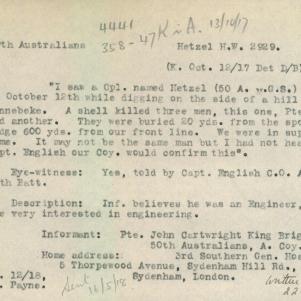 4441
358-47 K i A. 13/10/17
th Australians Hetzel H.W. 2929.
(K. Oct. 12/17 Det D/B)
"I saw a Cpl. named Hetzel (50 A. w.G.S.)
October 12th while digging on the side of a hill
nnebeke. A shell killed three men, this one, Pte
d another. They were buried 20 yds. from the spo
dge 600 yds. from our front line. We were in sup
me. It may not be the same man but I had not hea
pt. English our Coy. would confirm this".
Eye-witness: Yes, told by Capt. English C.O. A
th Batt.
Description: Inf. believes he was an Engineer,
e very interested in engineering.
Informant: Pte. John Cartwright King Brig
50th Australians, A. Coy.
Home address: 3rd Southern Gen. Hos
5 Thorpewood Avenue, Sydenham Hill Rd.,
. 12/18, Sydenham, London.
. Payne.
22